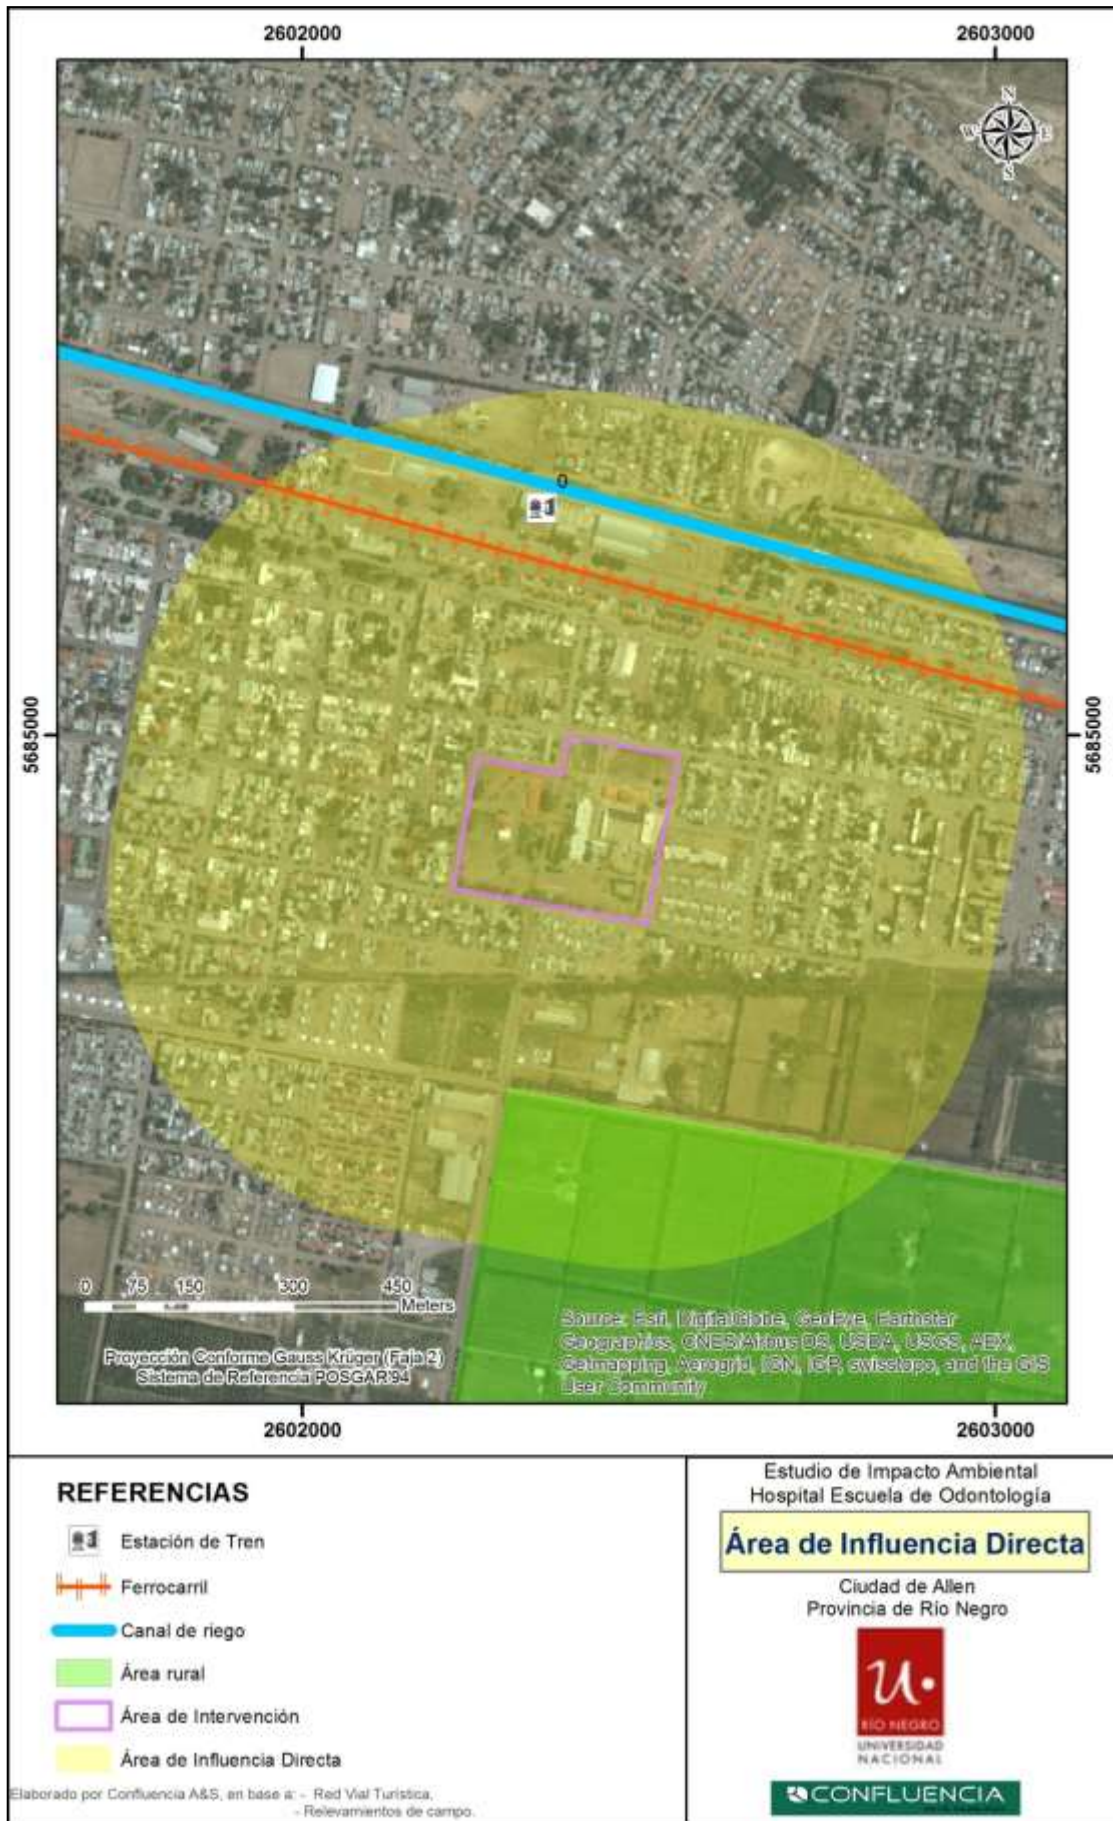 2602000
2603000
N
W
E
S
0
5685000
5685000
0
75
150
300
450
Meters
Proyección Conforme Gauss Krüger (Faja 2)
Sistema de Referencia POSGAR 94
Source: Esri, DigitalGlobe, GeoEye, Earthstar
Geographics, CNES/Airbus DS, USDA, USGS, AEX,
Getmapping, Aerogrid, IGN, IGP, swisstopo, and the GIS
User Community
2602000
2603000
REFERENCIAS
Estación de Tren
Ferrocarril
Canal de riego
Área rural
Área de Intervención
Área de Influencia Directa
Elaborado por Confluencia A&S, en base a: - Red Vial Turística,
- Relevamientos de campo.
Estudio de Impacto Ambiental
Hospital Escuela de Odontología
Área de Influencia Directa
Ciudad de Allen
Provincia de Río Negro
u.
RÍO NEGRO
UNIVERSIDAD
NACIONAL
CONFLUENCIA